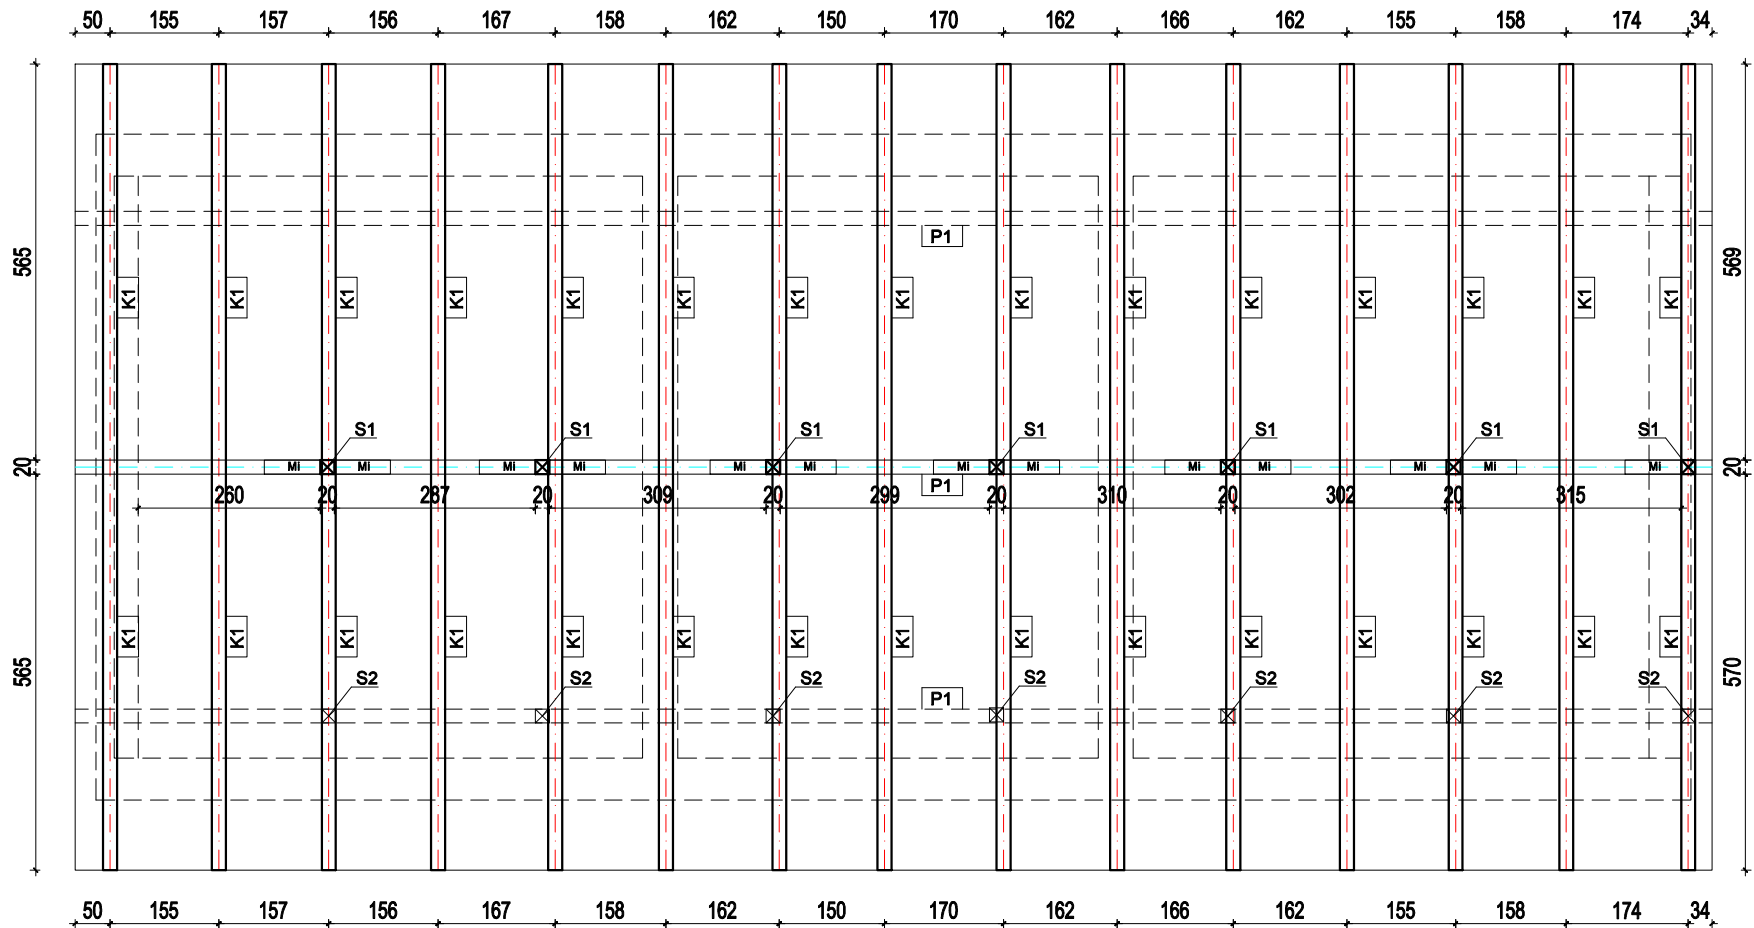 50 155 157 156 167 158 162 150 170 162 166 162 155 158 174 34
P1
565 569
K1 K1 K1 K1 K1 K1 K1 K1 K1 K1 K1 K1 K1 K1 K1
S1 S1 S1 S1 S1 S1 S1
20 Mi Mi Mi Mi Mi Mi Mi Mi Mi Mi Mi Mi Mi 20
P1
260 20 287 20 309 20 299 20 310 20 302 20 315
K1 K1 K1 K1 K1 K1 K1 K1 K1 K1 K1 K1 K1 K1 K1
565 570
S2 S2 S2 S2 S2 S2 S2
P1
50 155 157 156 167 158 162 150 170 162 166 162 155 158 174 34